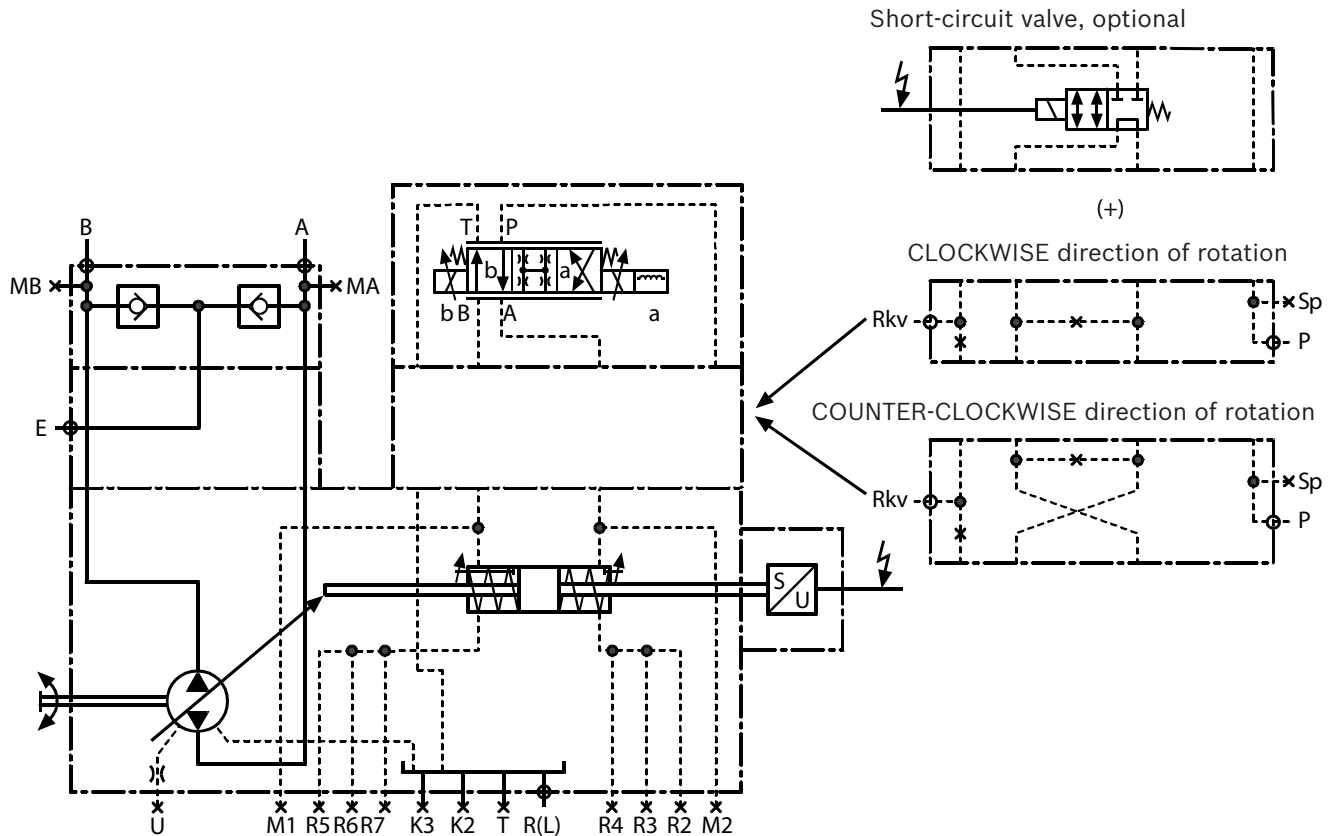 Short-circuit valve, optional
(+)
B A
T P
CLOCKWISE direction of rotation
MB MA
b a
Rkv Sp
b B A a
P
COUNTER-CLOCKWISE direction of rotation
E
Rkv Sp
P
S
U
U M1 R5 R6 R7 K3 K2 T R(L) R4 R3 R2 M2